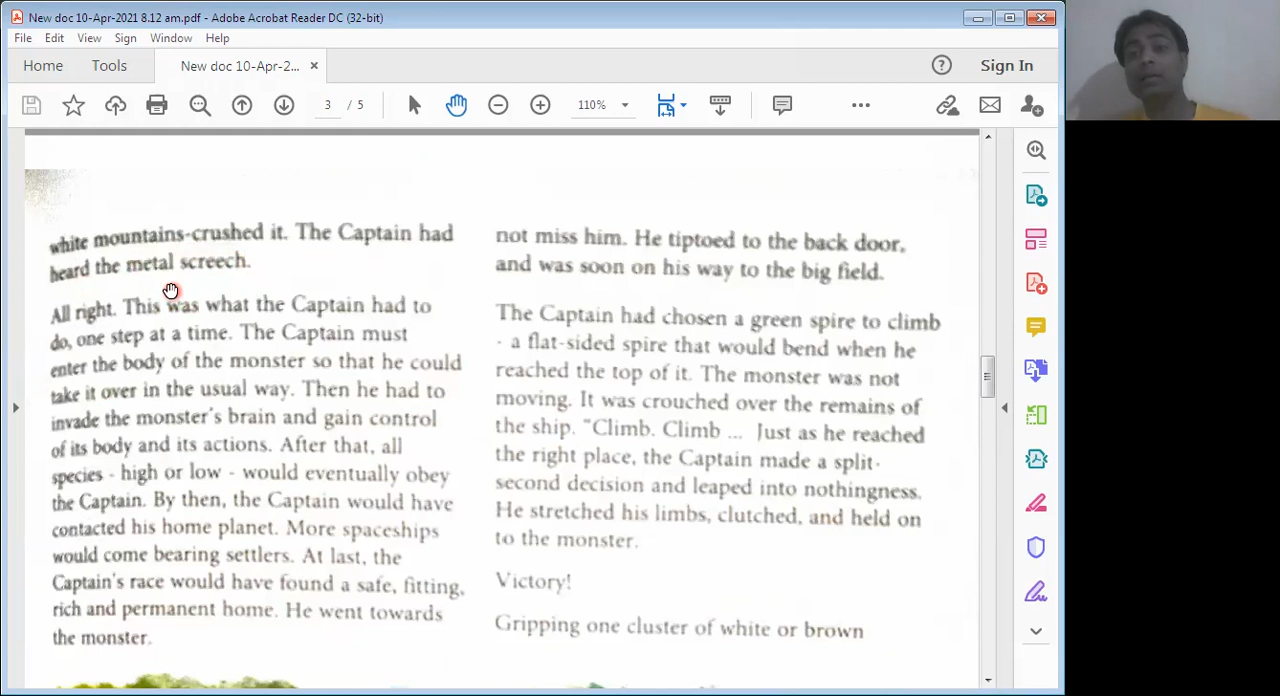 New doc 10-Apr-2021 8.12 am.pdf - Adobe Acrobat Reader DC (32-bit)
File Edit View Sign Window Help
Home Tools New doc 10-Apr-2... × Sign In
3 / 5 110%
white mountains-crushed it. The Captain had
heard the metal screech.
All right. This was what the Captain had to
do, one step at a time. The Captain must
enter the body of the monster so that he could
take it over in the usual way. Then he had to
invade the monster's brain and gain control
of its body and its actions. After that, all
species - high or low - would eventually obey
the Captain. By then, the Captain would have
contacted his home planet. More spaceships
would come bearing settlers. At last, the
Captain's race would have found a safe, fitting,
rich and permanent home. He went towards
the monster.
not miss him. He tiptoed to the back door,
and was soon on his way to the big field.
The Captain had chosen a green spire to climb
- a flat-sided spire that would bend when he
reached the top of it. The monster was not
moving. It was crouched over the remains of
the ship. "Climb. Climb ... Just as he reached
the right place, the Captain made a split-
second decision and leaped into nothingness.
He stretched his limbs, clutched, and held on
to the monster.
Victory!
Gripping one cluster of white or brown